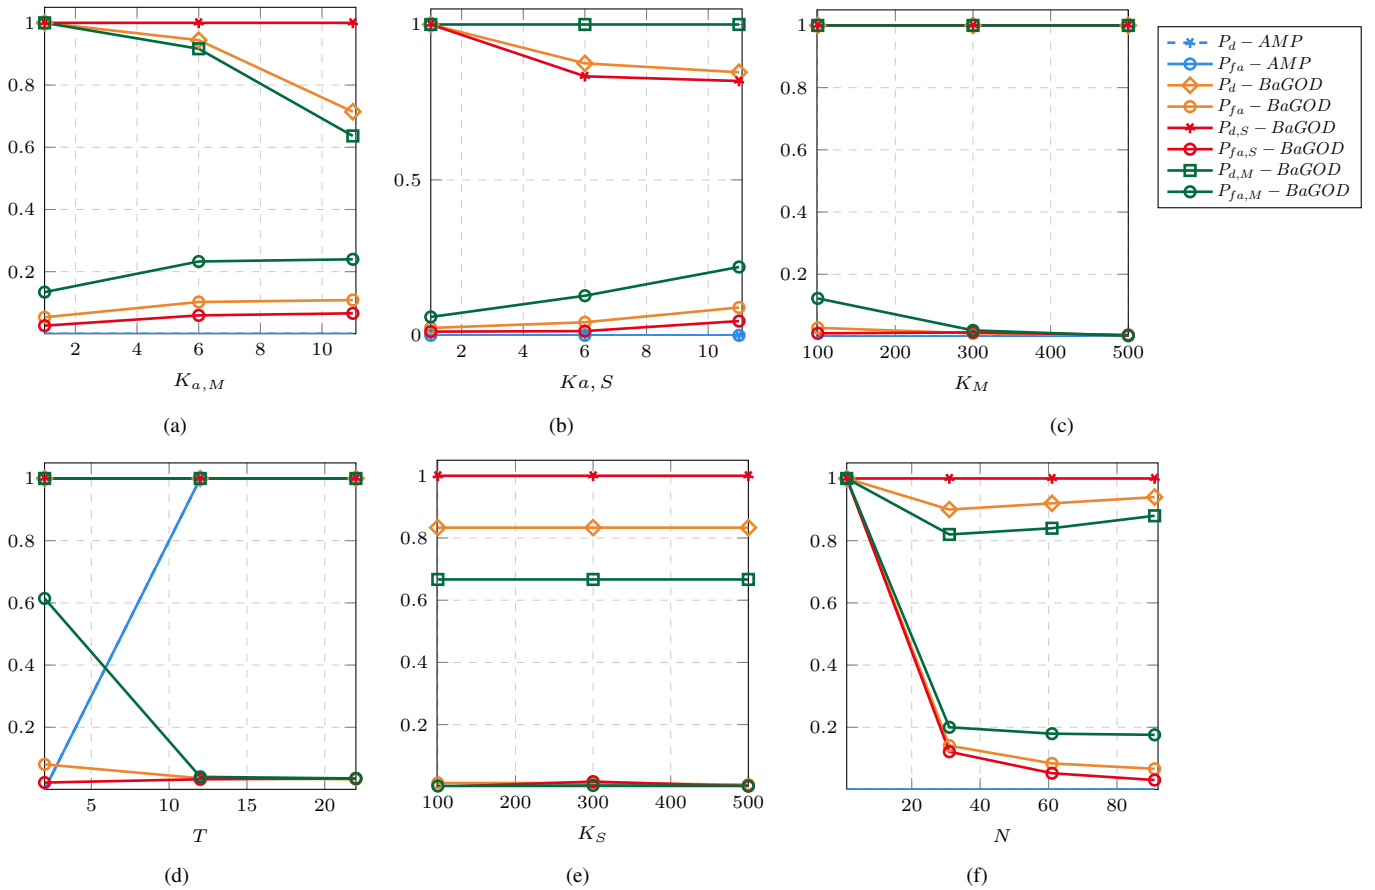 1
0.8
0.6
0.4
0.2
2
4
6
8
10
K_{a,M}
(a)
1
0.5
0
2
4
6
8
10
Ka, S
(b)
1
0.8
0.6
0.4
0.2
100
200
300
400
500
K_M
(c)
P_d − AMP
P_{fa} − AMP
P_d − BaGOD
P_{fa} − BaGOD
P_{d,S} − BaGOD
P_{fa,S} − BaGOD
P_{d,M} − BaGOD
P_{fa,M} − BaGOD
1
0.8
0.6
0.4
0.2
5
10
15
20
T
(d)
1
0.8
0.6
0.4
0.2
100
200
300
400
500
K_S
(e)
1
0.8
0.6
0.4
0.2
20
40
60
80
N
(f)